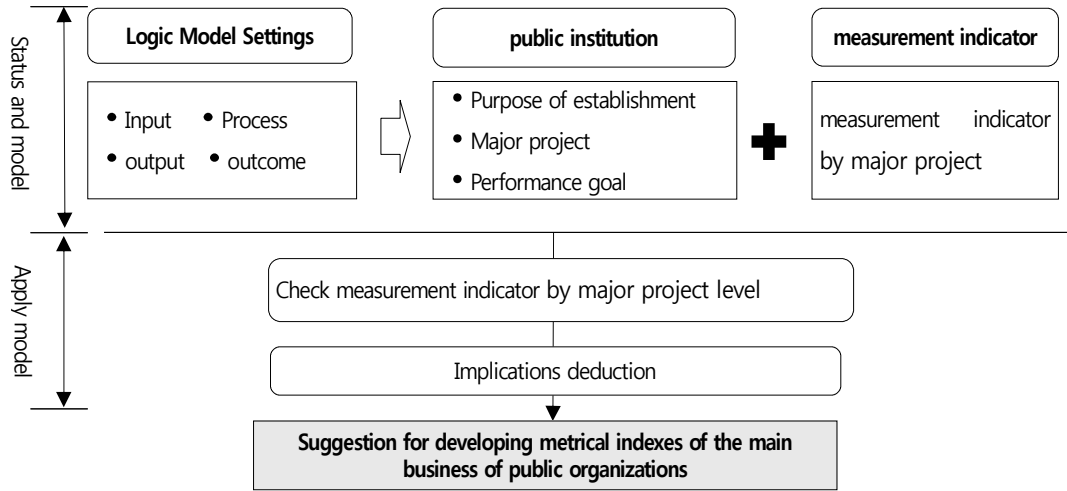 Status and model
Logic Model Settings
public institution
measurement indicator
• Input • Process
• output • outcome
• Purpose of establishment
• Major project
• Performance goal
measurement indicator
by major project
Apply model
Check measurement indicator by major project level
Implications deduction
Suggestion for developing metrical indexes of the main
business of public organizations